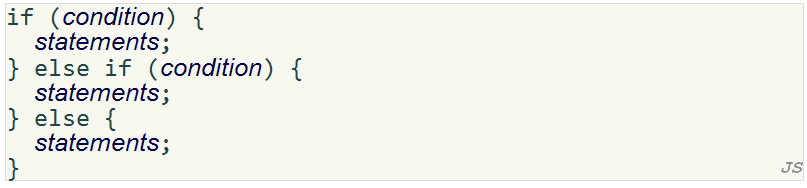 if (condition) {
  statements;
} else if (condition) {
  statements;
} else {
  statements;
}
JS